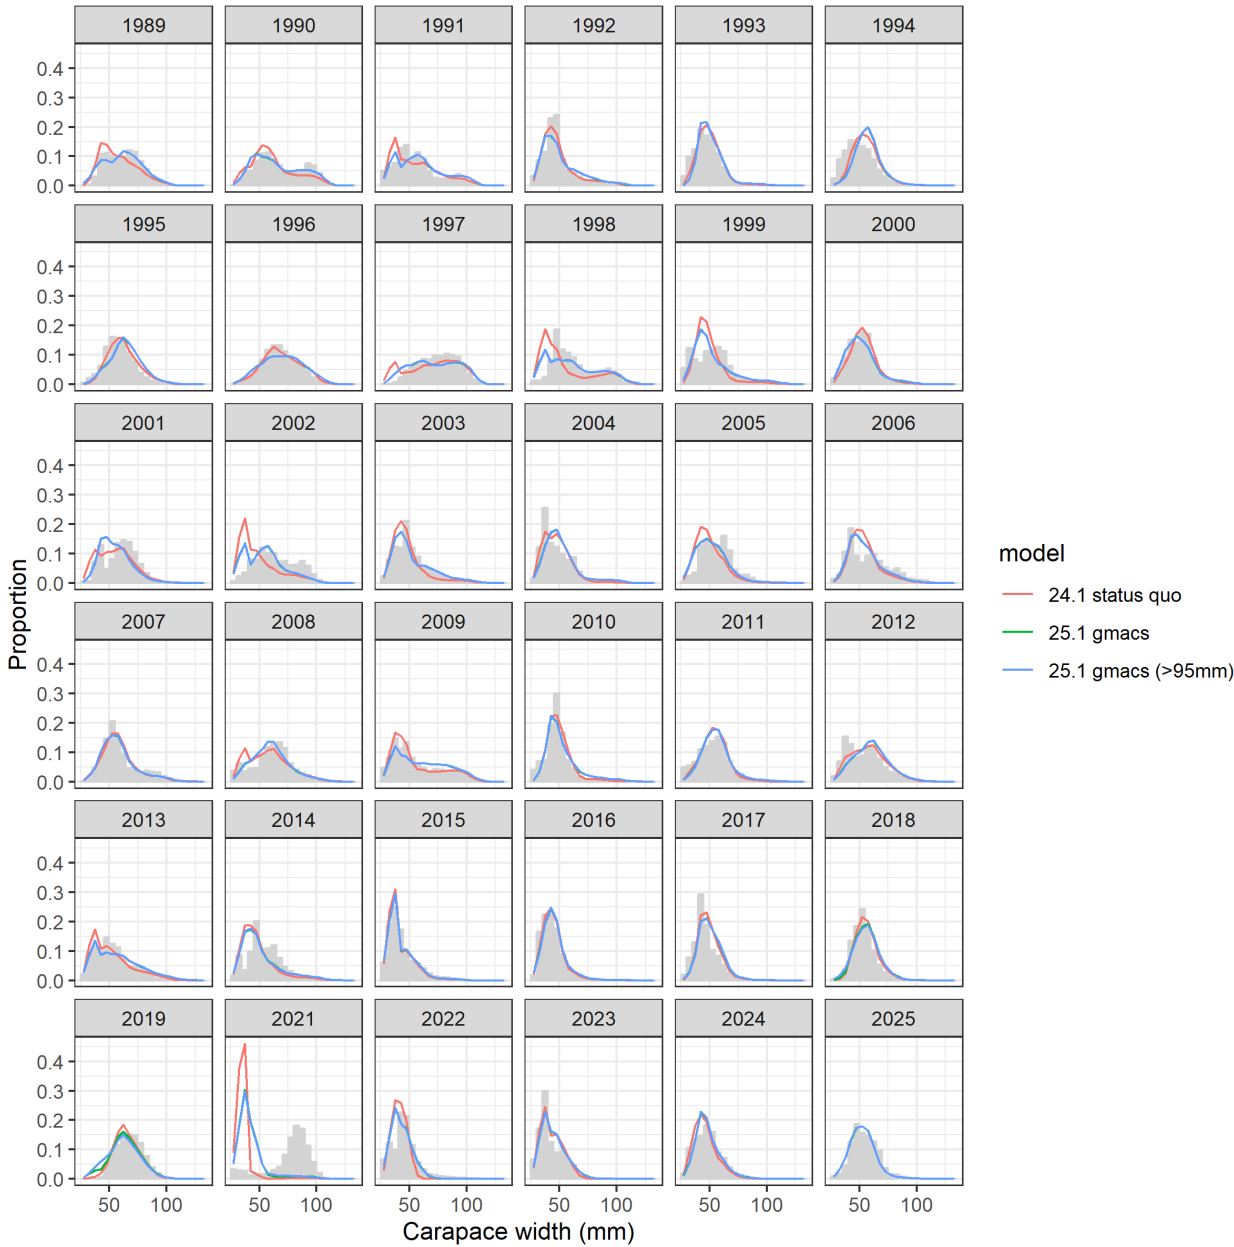 1989 1990 1991 1992 1993 1994
0.4
0.3
0.2
0.1
0.0
1995 1996 1997 1998 1999 2000
0.4
0.3
0.2
0.1
0.0
2001 2002 2003 2004 2005 2006
0.4
0.3
0.2
0.1
0.0
2007 2008 2009 2010 2011 2012
0.4
0.3
0.2
0.1
0.0
2013 2014 2015 2016 2017 2018
0.4
0.3
0.2
0.1
0.0
2019 2021 2022 2023 2024 2025
0.4
0.3
0.2
0.1
0.0
50 100 50 100 50 100 50 100 50 100 50 100
Carapace width (mm)
Proportion
model
24.1 status quo
25.1 gmacs
25.1 gmacs (>95mm)